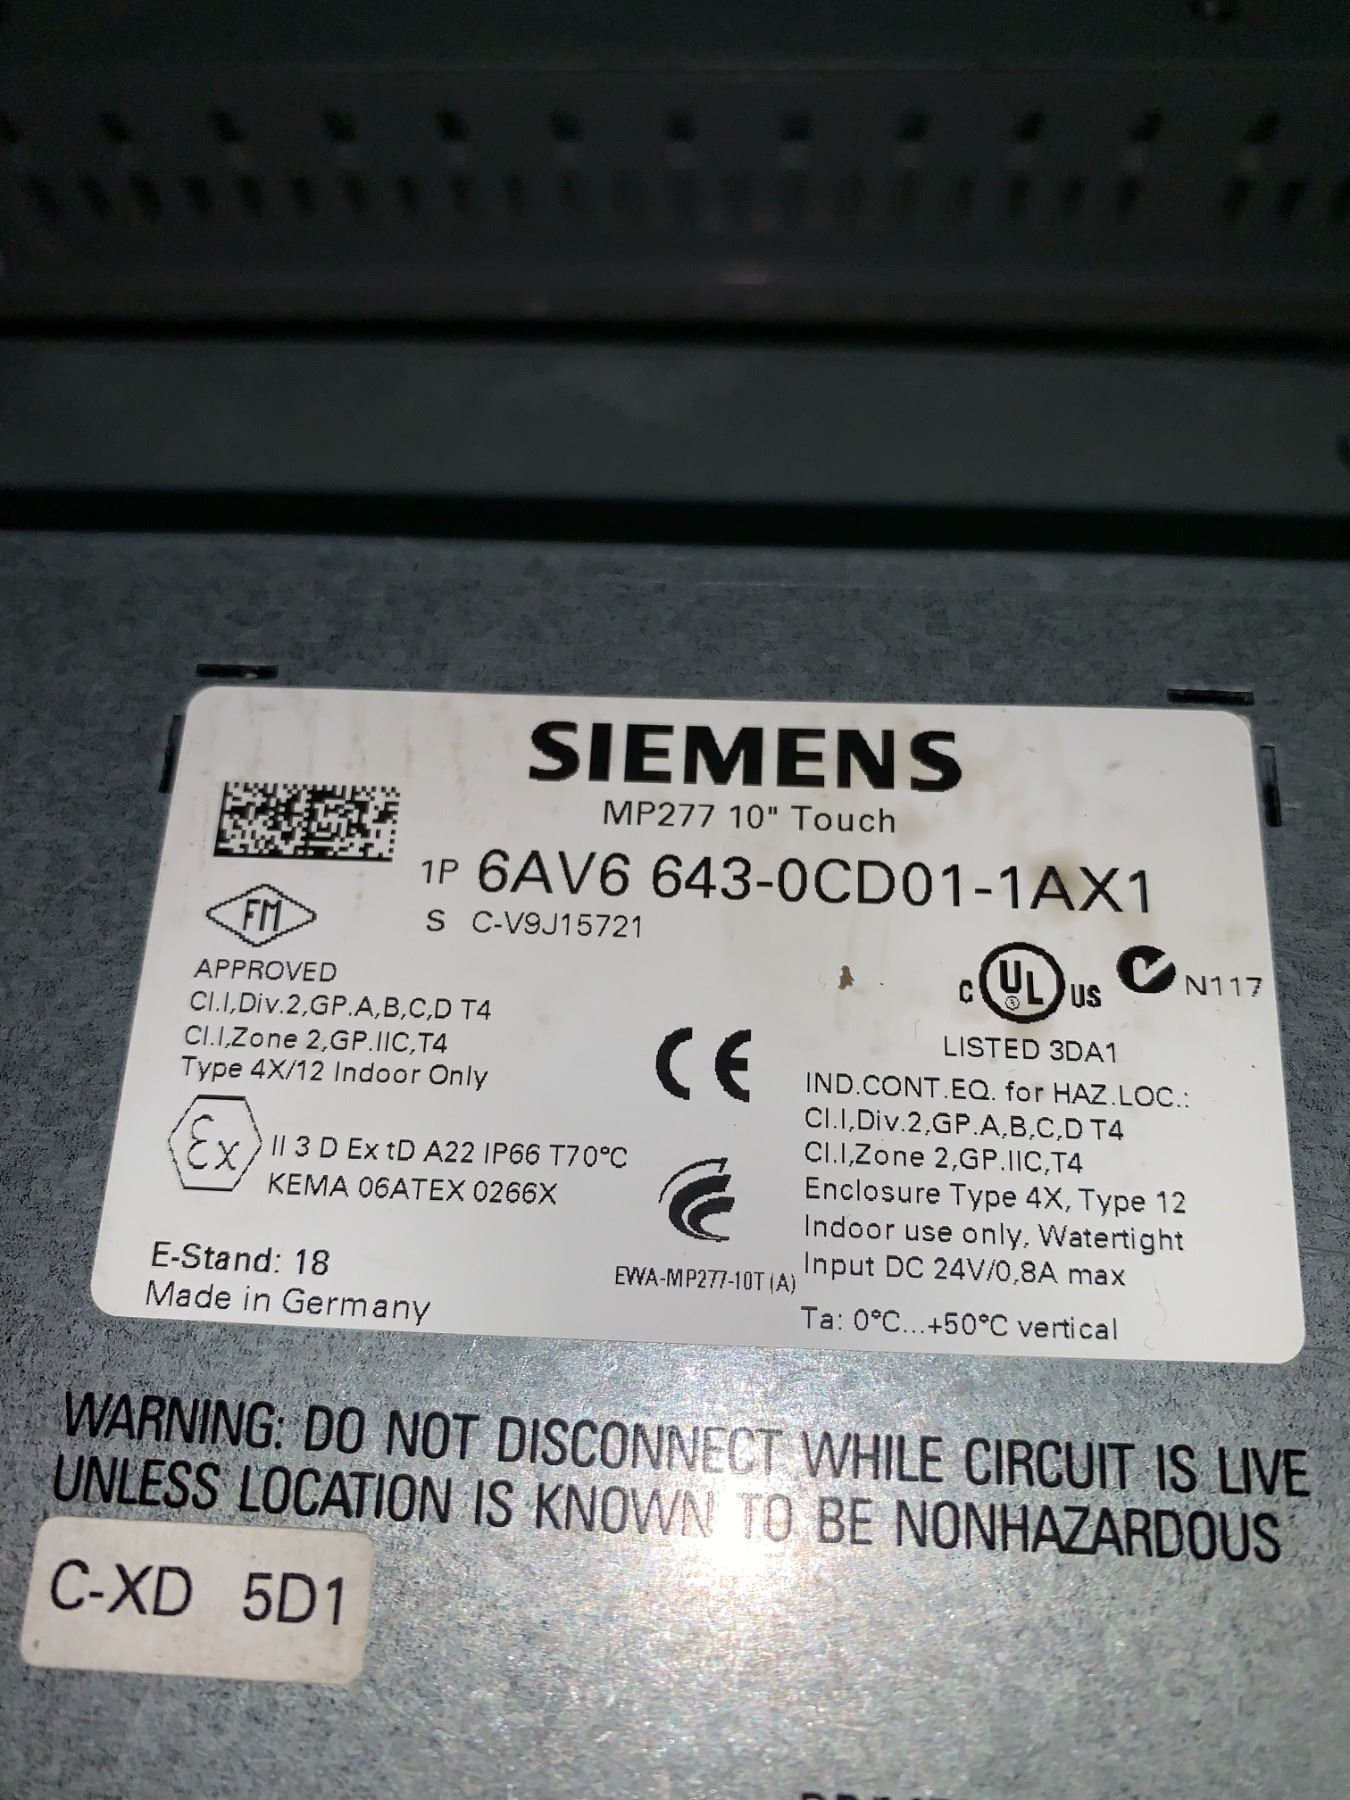 SIEMENS
MP277 10" Touch
1P 6AV6 643-0CD01-1AX1
S C-V9J15721
FM
APPROVED
Cl.I,Div.2,GP.A,B,C,D T4
Cl.I,Zone 2,GP.IIC,T4
Type 4X/12 Indoor Only
Ex II 3 D Ex tD A22 IP66 T70°C
KEMA 06ATEX 0266X
E-Stand: 18
Made in Germany
CE
EWA-MP277-10T(A)
C UL US N117
LISTED 3DA1
IND.CONT.EQ. for HAZ.LOC.:
Cl.I,Div.2,GP.A,B,C,D T4
Cl.I,Zone 2,GP.IIC,T4
Enclosure Type 4X, Type 12
Indoor use only, Watertight
Input DC 24V/0,8A max
Ta: 0°C...+50°C vertical
WARNING: DO NOT DISCONNECT WHILE CIRCUIT IS LIVE
UNLESS LOCATION IS KNOWN TO BE NONHAZARDOUS
C-XD 5D1